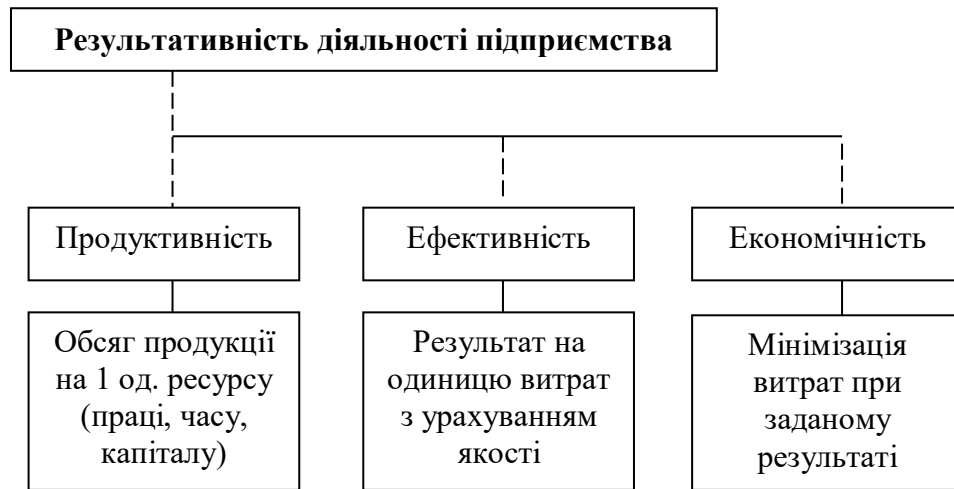 Результативність діяльності підприємства
Продуктивність
Ефективність
Економічність
Обсяг продукції
на 1 од. ресурсу
(праці, часу,
капіталу)
Результат на
одиницю витрат
з урахуванням
якості
Мінімізація
витрат при
заданому
результаті